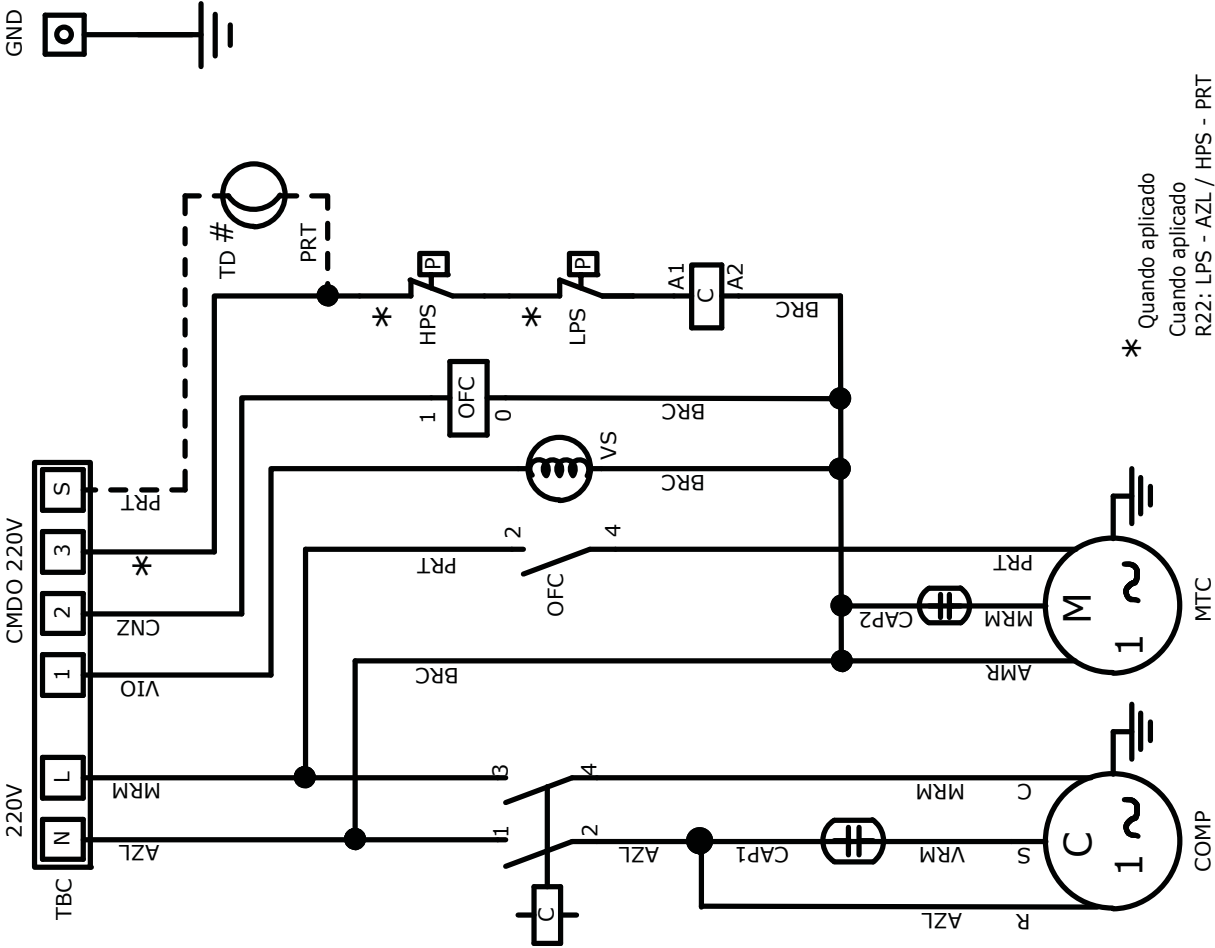 GND
220V
CMDO 220V
TBC
N
L
1
2
3
S
AZL
MRM
VIO
CNZ
*
PRT
TD #
PRT
* HPS
P
* LPS
P
A1
C
A2
BRC
1
OFC
0
BRC
VS
BRC
PRT
2
OFC
4
PRT
BRC
CAP2
MRM
AMR
M
1
MTC
3
4
1
2
C
AZL
CAP1
VRM
S
MRM
C
AZL
R
C
1
COMP
* Quando aplicado
Cuando aplicado
R22: LPS - AZL / HPS - PRT